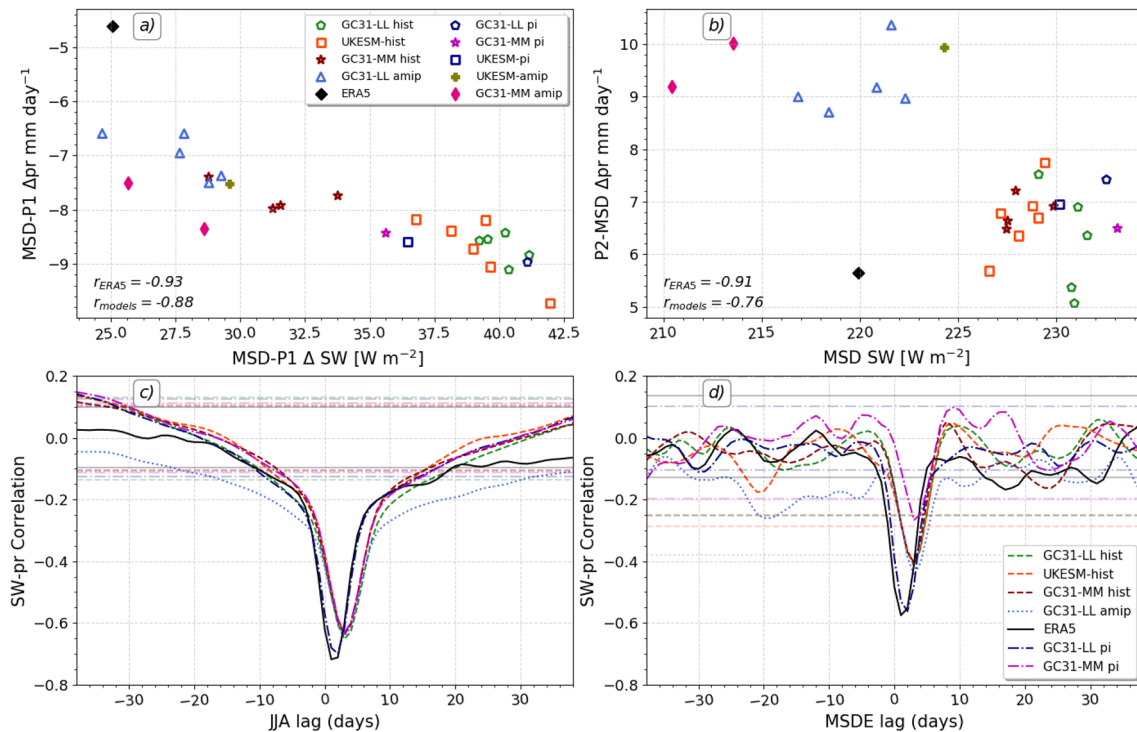 a)
GC31-LL hist
UKESM-hist
GC31-MM hist
GC31-LL amip
ERA5
GC31-LL pi
GC31-MM pi
UKESM-pi
UKESM-amip
GC31-MM amip
MSD-P1 Δpr mm day⁻¹
−5
−6
−7
−8
−9
r_ERA5 = -0.93
r_models = -0.88
25.0 27.5 30.0 32.5 35.0 37.5 40.0 42.5
MSD-P1 Δ SW [W m⁻²]
b)
P2-MSD Δpr mm day⁻¹
10
9
8
7
6
5
r_ERA5 = -0.91
r_models = -0.76
210 215 220 225 230
MSD SW [W m⁻²]
c)
SW-pr Correlation
0.2
0.0
−0.2
−0.4
−0.6
−0.8
−30 −20 −10 0 10 20 30
JJA lag (days)
d)
SW-pr Correlation
0.2
0.0
−0.2
−0.4
−0.6
−0.8
GC31-LL hist
UKESM-hist
GC31-MM hist
GC31-LL amip
ERA5
GC31-LL pi
GC31-MM pi
−30 −20 −10 0 10 20 30
MSDE lag (days)